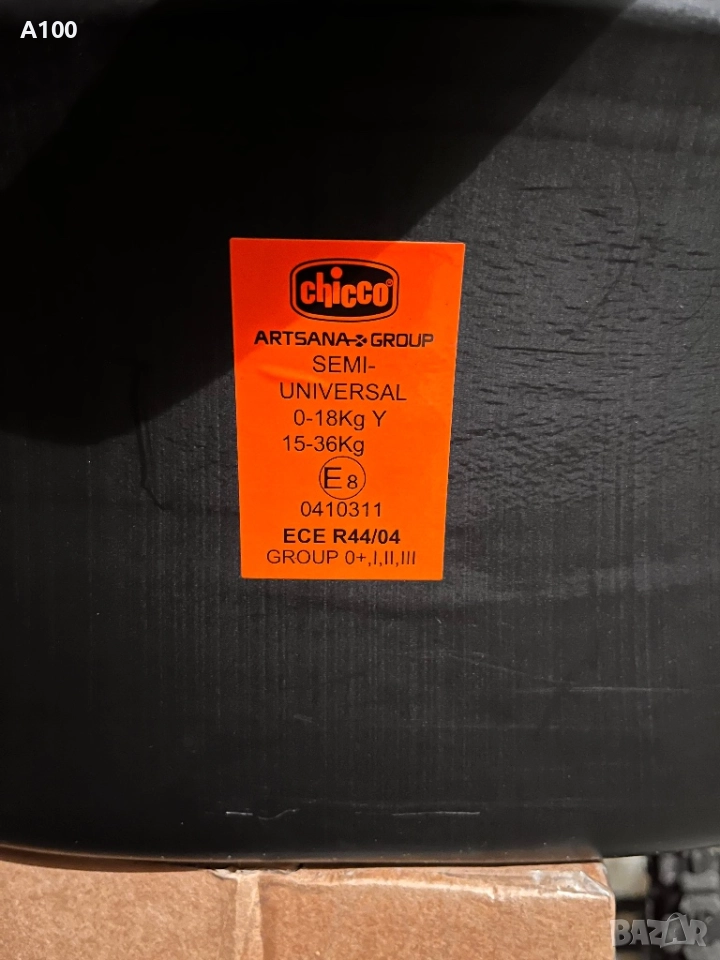 A100
chicco
ARTSANA GROUP
SEMI-
UNIVERSAL
0-18Kg Y
15-36Kg
E8
0410311
ECE R44/04
GROUP 0+,I,II,III
BAZAR